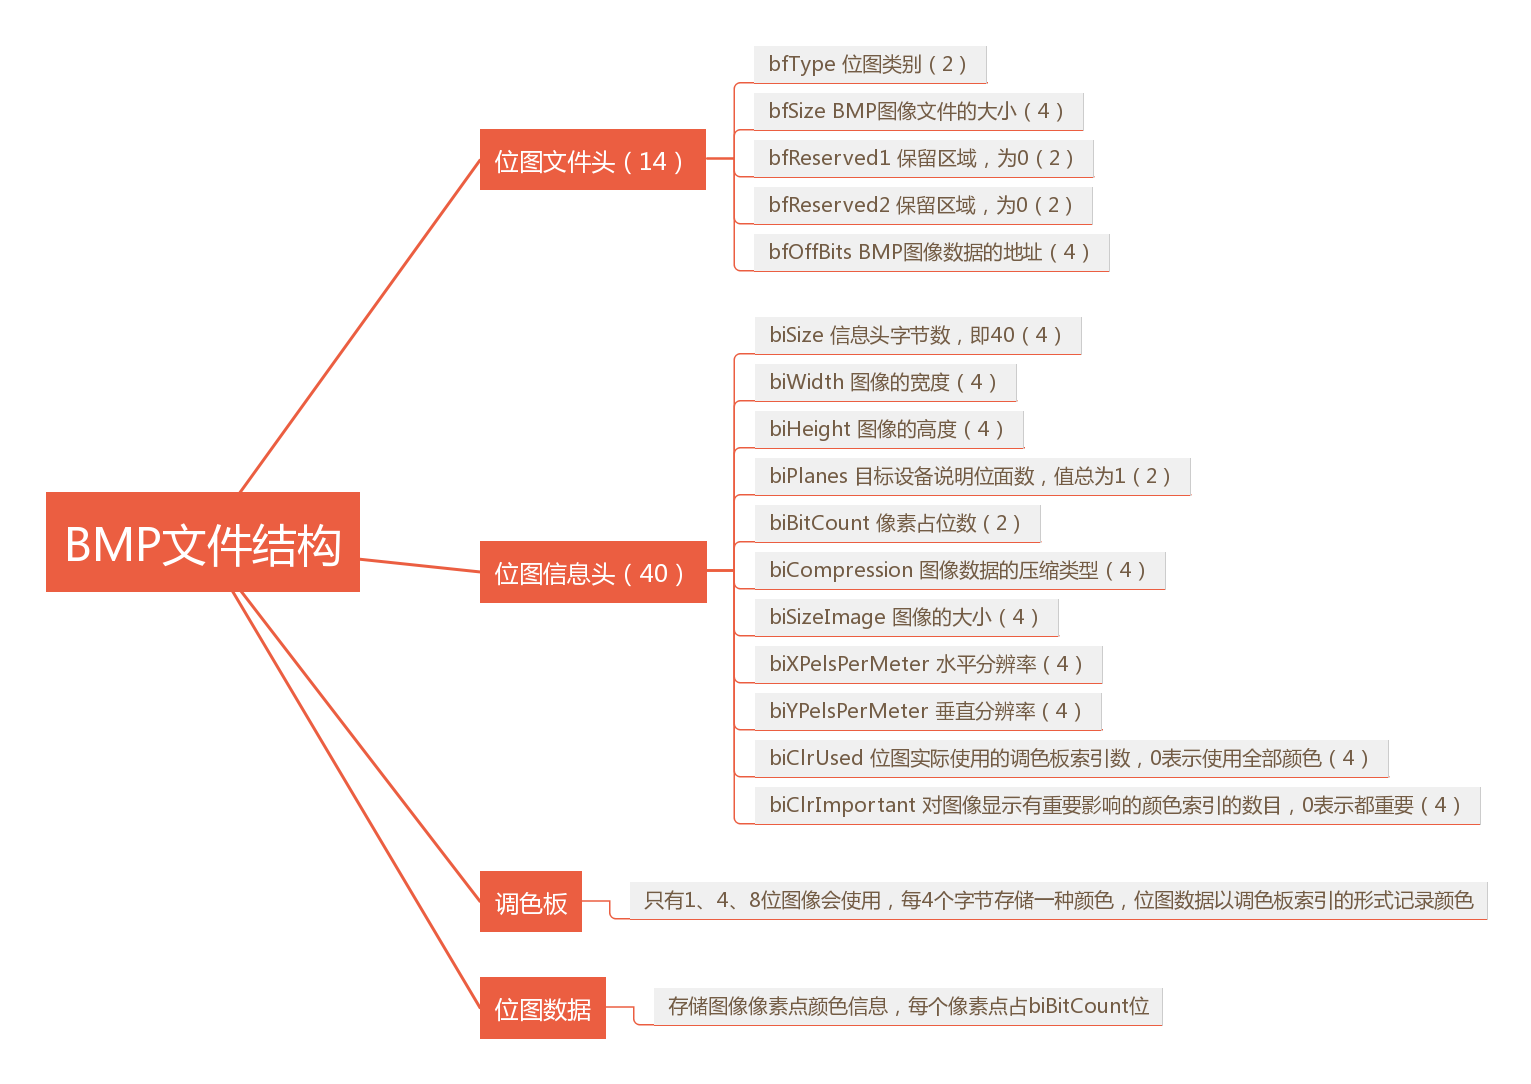 BMP文件结构
位图文件头（14）
bfType 位图类别（2）
bfSize BMP图像文件的大小（4）
bfReserved1 保留区域，为0（2）
bfReserved2 保留区域，为0（2）
bfOffBits BMP图像数据的地址（4）
位图信息头（40）
biSize 信息头字节数，即40（4）
biWidth 图像的宽度（4）
biHeight 图像的高度（4）
biPlanes 目标设备说明位面数，值总为1（2）
biBitCount 像素占位数（2）
biCompression 图像数据的压缩类型（4）
biSizeImage 图像的大小（4）
biXPelsPerMeter 水平分辨率（4）
biYPelsPerMeter 垂直分辨率（4）
biClrUsed 位图实际使用的调色板索引数，0表示使用全部颜色（4）
biClrImportant 对图像显示有重要影响的颜色索引的数目，0表示都重要（4）
调色板
只有1、4、8位图像会使用，每4个字节存储一种颜色，位图数据以调色板索引的形式记录颜色
位图数据
存储图像像素点颜色信息，每个像素点占biBitCount位